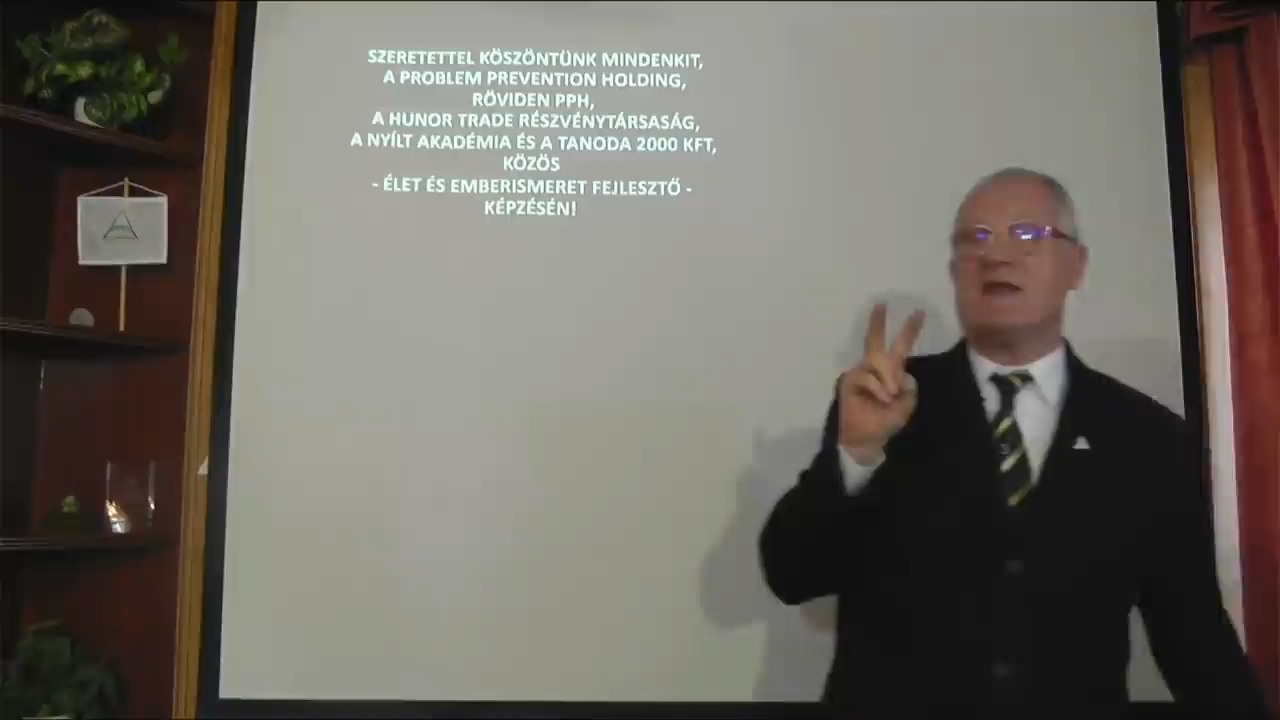 SZERETETTEL KÖSZÖNTÜNK MINDENKIT,
A PROBLEM PREVENTION HOLDING,
RÖVIDEN PPH,
A HUNOR TRADE RÉSZVÉNYTÁRSASÁG,
A NYÍLT AKADÉMIA ÉS A TANODA 2000 KFT,
KÖZÖS
- ÉLET ÉS EMBERISMERET FEJLESZTŐ -
KÉPZÉSÉN!